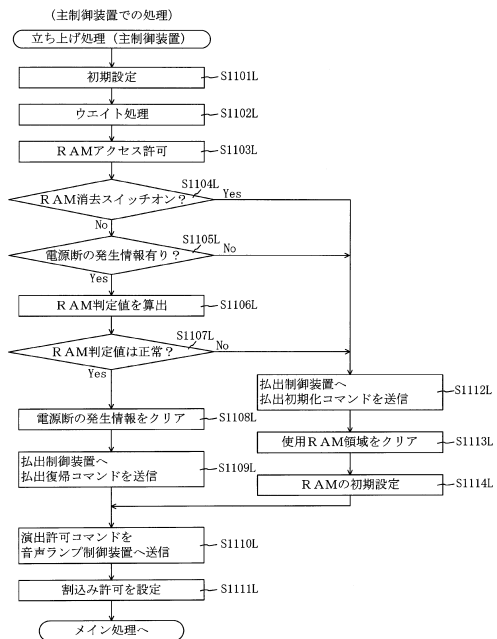 (主制御装置での処理)
立ち上げ処理(主制御装置)
初期設定
S1101L
ウエイト処理
S1102L
RAMアクセス許可
S1103L
S1104L
RAM消去スイッチオン?
Yes
No
S1105L
電源断の発生情報有り?
No
Yes
RAM判定値を算出
S1106L
S1107L
RAM判定値は正常?
No
Yes
払出制御装置へ
払出初期化コマンドを送信
S1112L
電源断の発生情報をクリア
S1108L
使用RAM領域をクリア
S1113L
払出制御装置へ
払出復帰コマンドを送信
S1109L
RAMの初期設定
S1114L
演出許可コマンドを
音声ランプ制御装置へ送信
S1110L
割込み許可を設定
S1111L
メイン処理へ